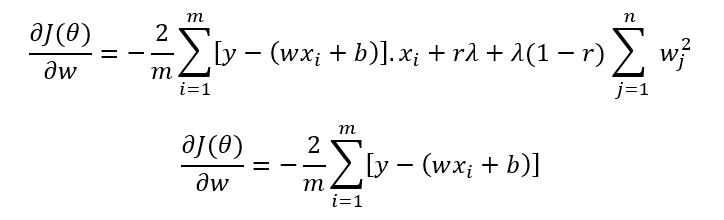 ∂J(θ)/∂w = − 2/m ∑_{i=1}^{m} [y − (wx_i + b)]. x_i + rλ + λ(1 − r) ∑_{j=1}^{n} w_j^2
∂J(θ)/∂w = − 2/m ∑_{i=1}^{m} [y − (wx_i + b)]